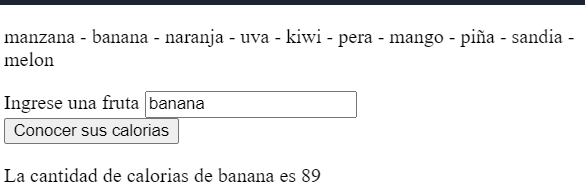 manzana - banana - naranja - uva - kiwi - pera - mango - piña - sandia -
melon
Ingrese una fruta banana
Conocer sus calorias
La cantidad de calorias de banana es 89